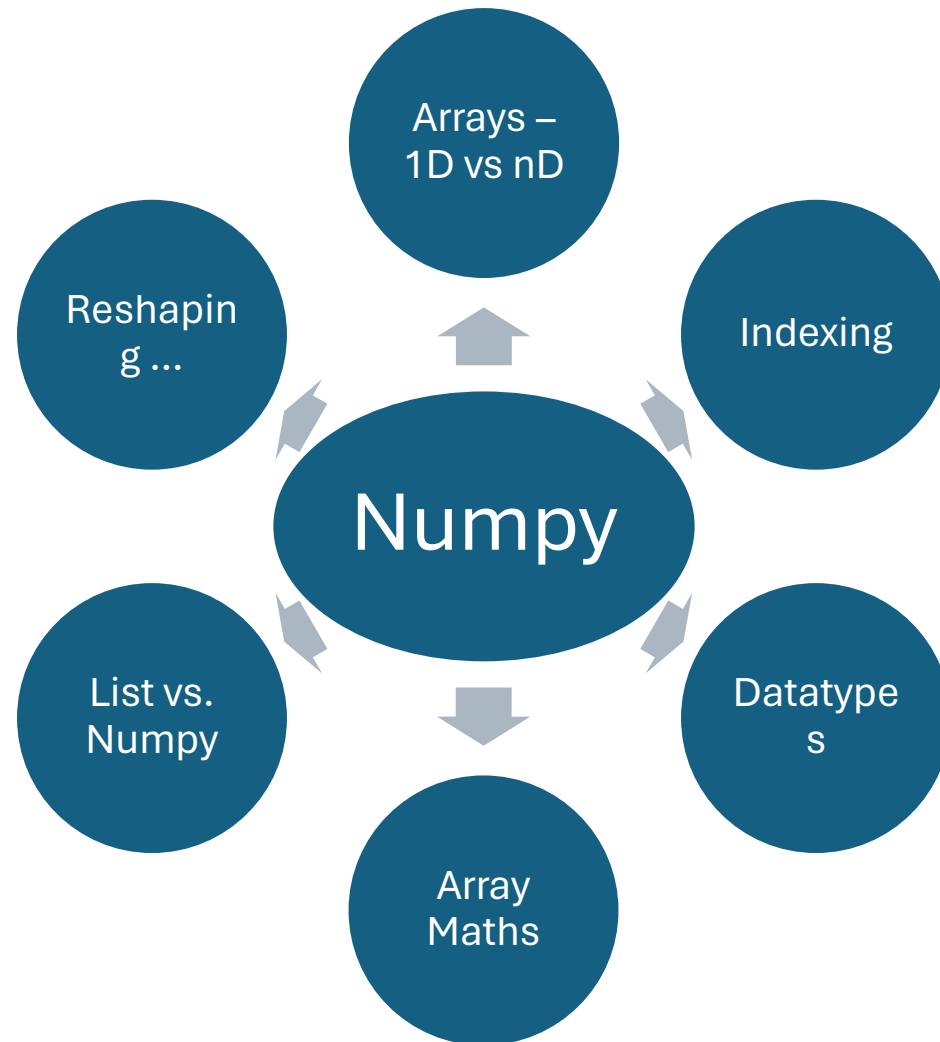 Arrays –
1D vs nD
Reshapin
g ...
Indexing
Numpy
List vs.
Numpy
Datatype
s
Array
Maths